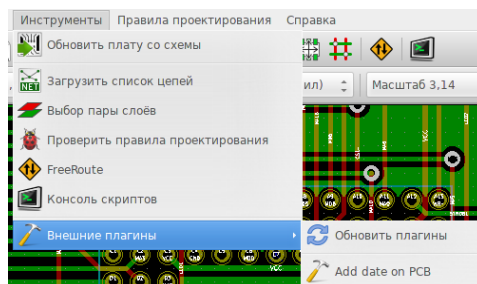 Инструменты Правила проектирования Справка
Обновить плату со схемы
NET Загрузить список цепей
ил) Масштаб 3,14
Выбор пары слоёв
Проверить правила проектирования
FreeRoute
Консоль скриптов
Внешние плагины
Обновить плагины
Add date on PCB
VCC